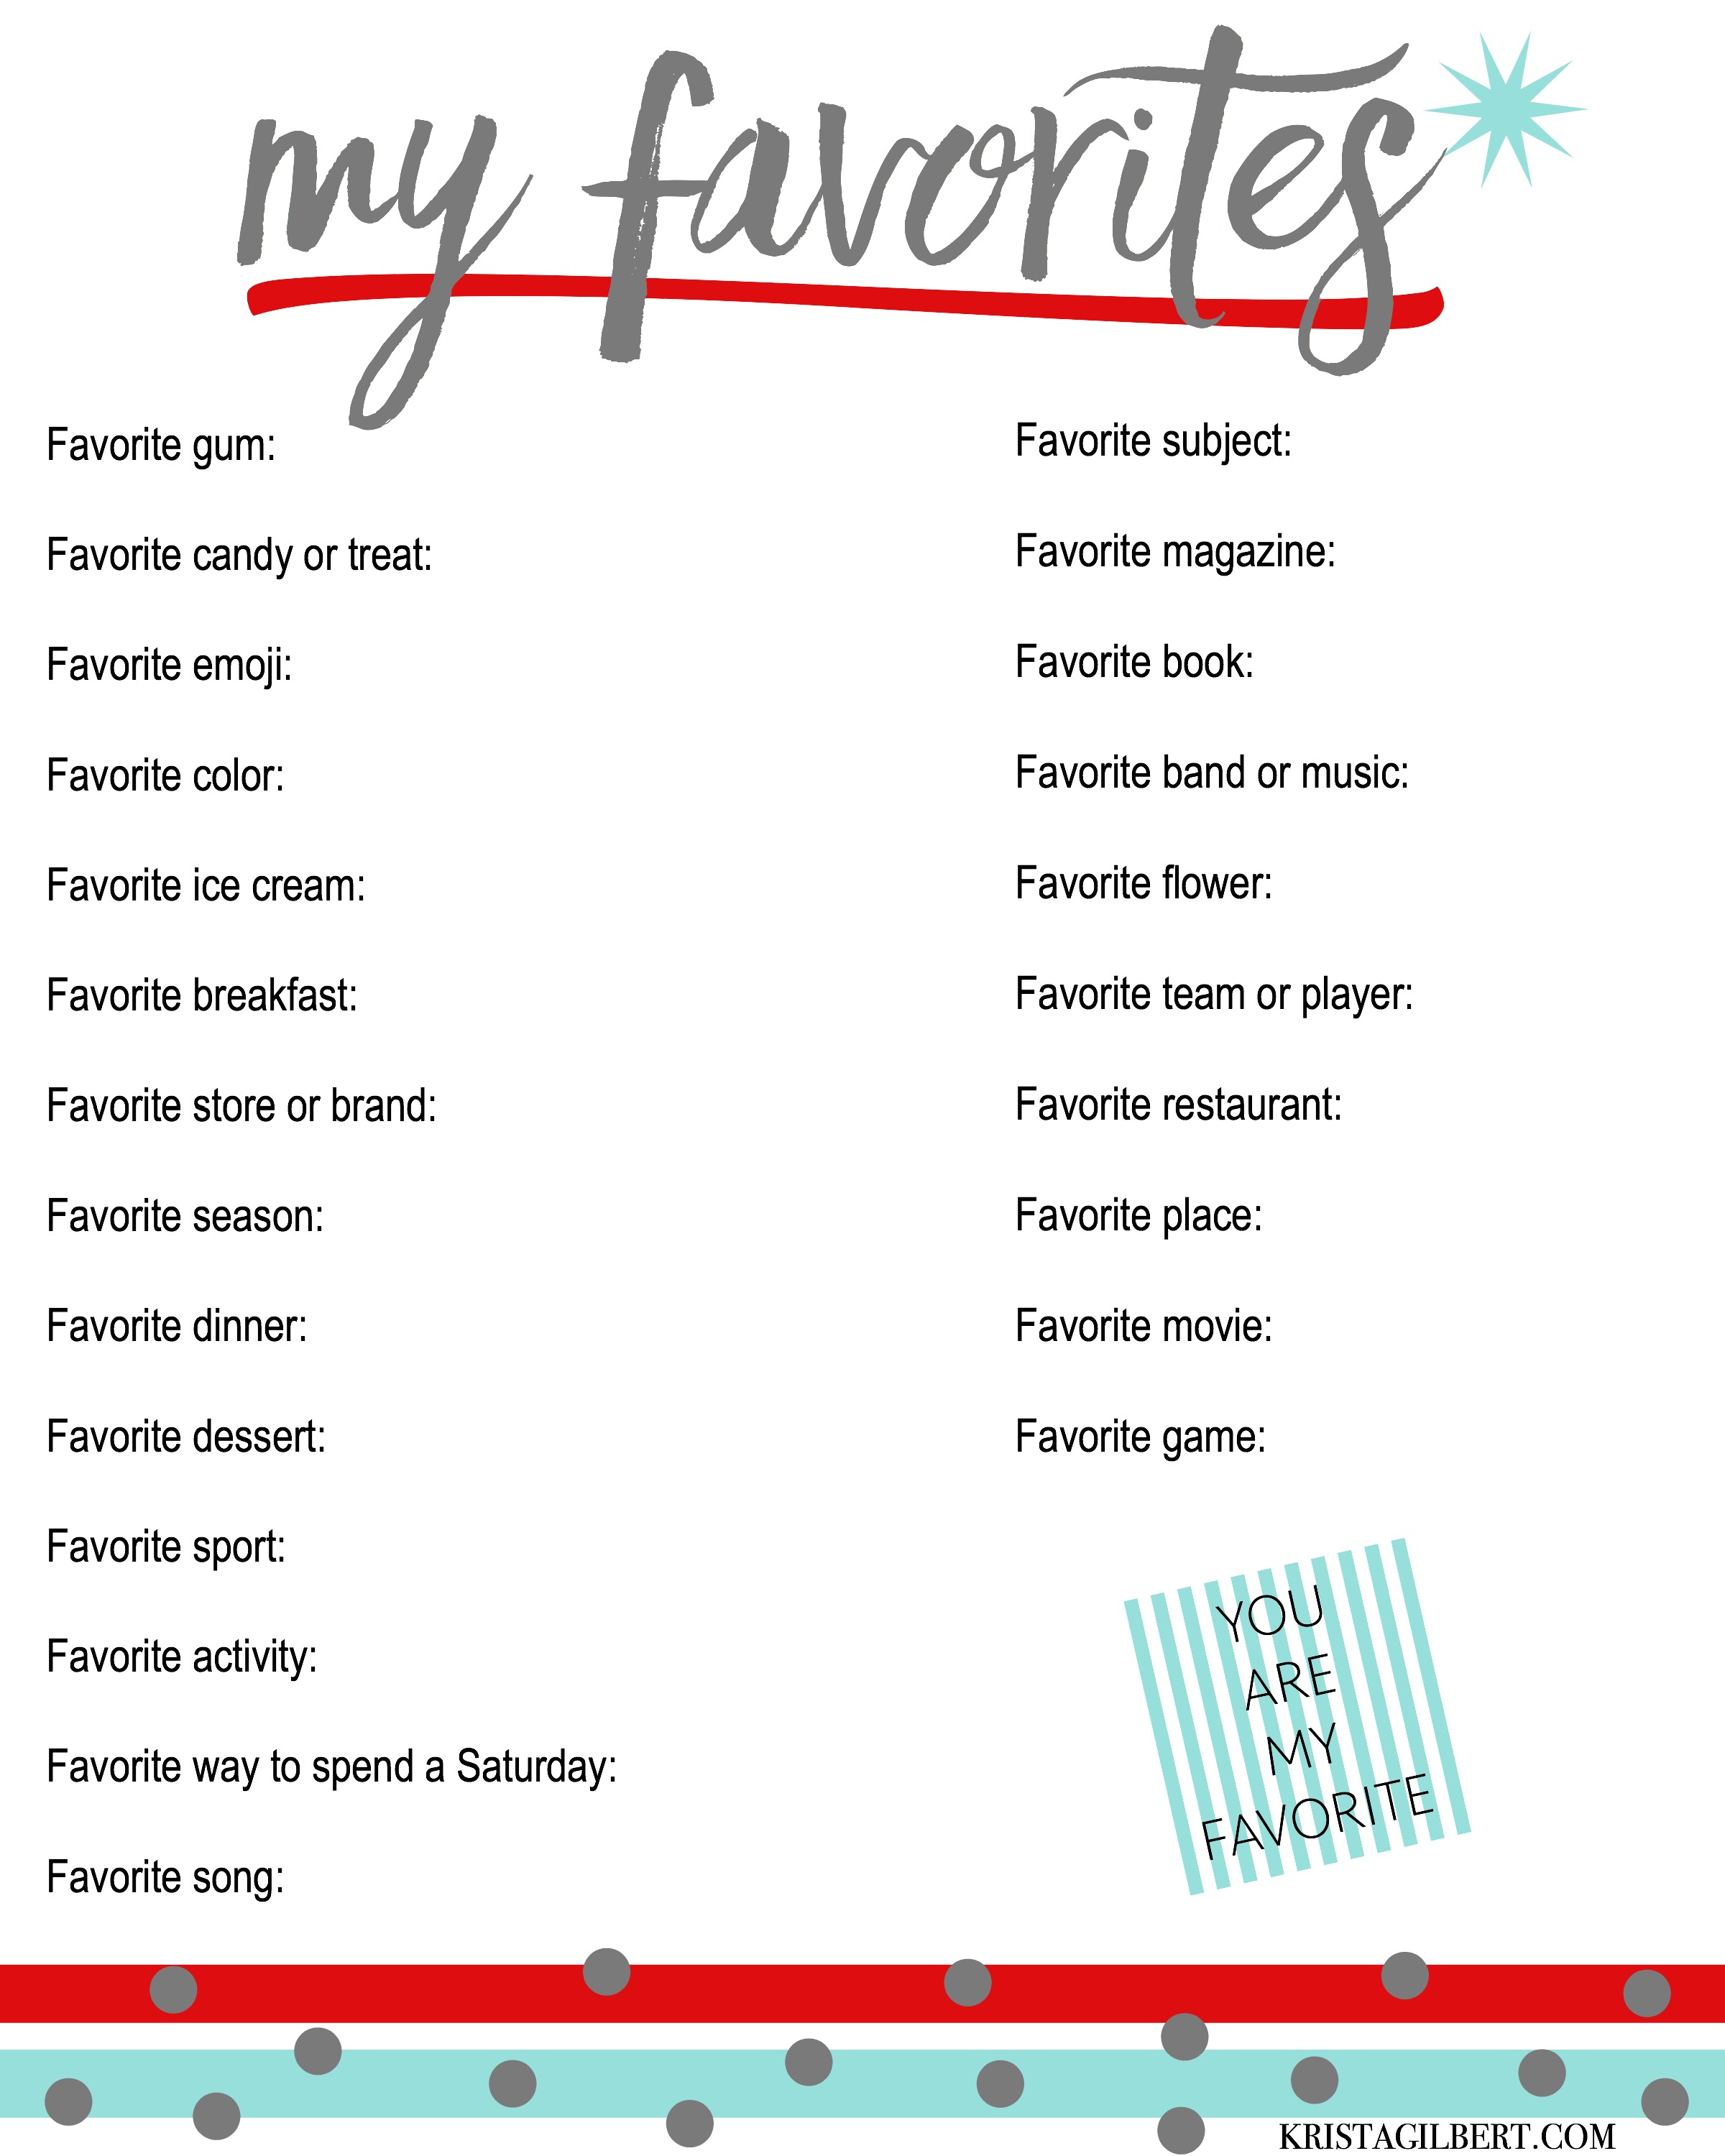 my favorites
Favorite gum:
Favorite candy or treat:
Favorite emoji:
Favorite color:
Favorite ice cream:
Favorite breakfast:
Favorite store or brand:
Favorite season:
Favorite dinner:
Favorite dessert:
Favorite sport:
Favorite activity:
Favorite way to spend a Saturday:
Favorite song:
Favorite subject:
Favorite magazine:
Favorite book:
Favorite band or music:
Favorite flower:
Favorite team or player:
Favorite restaurant:
Favorite place:
Favorite movie:
Favorite game:
YOU
ARE
MY
FAVORITE
KRISTAGILBERT.COM